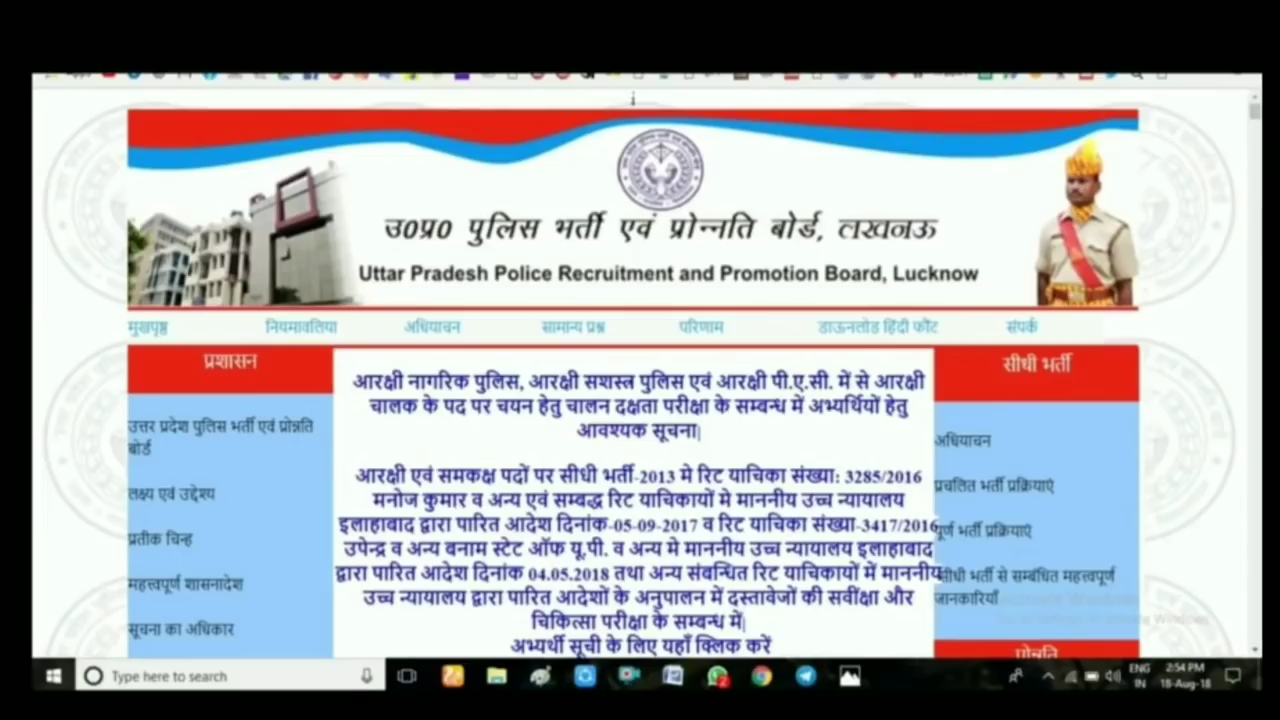 उ0प्र0 पुलिस भर्ती एवं प्रोन्नति बोर्ड, लखनऊ
Uttar Pradesh Police Recruitment and Promotion Board, Lucknow
मुखपृष्ठ नियमावलिया अधियाचन सामान्य प्रश्न परिणाम डाऊनलोड हिंदी फौंट संपर्क
प्रशासन
उत्तर प्रदेश पुलिस भर्ती एवं प्रोन्नति
बोर्ड
लक्ष्य एवं उद्देश्य
प्रतीक चिन्ह
महत्त्वपूर्ण शासनादेश
सूचना का अधिकार
आरक्षी नागरिक पुलिस, आरक्षी सशस्त्र पुलिस एवं आरक्षी पी.ए.सी. में से आरक्षी
चालक के पद पर चयन हेतु चालन दक्षता परीक्षा के सम्बन्ध में अभ्यर्थियों हेतु
आवश्यक सूचना|
आरक्षी एवं समकक्ष पदों पर सीधी भर्ती-2013 मे रिट याचिका संख्या: 3285/2016
मनोज कुमार व अन्य एवं सम्बद्ध रिट याचिकायों मे माननीय उच्च न्यायालय
इलाहाबाद द्वारा पारित आदेश दिनांक-05-09-2017 व रिट याचिका संख्या-3417/2016
उपेन्द्र व अन्य बनाम स्टेट ऑफ यू.पी. व अन्य मे माननीय उच्च न्यायालय इलाहाबाद
द्वारा पारित आदेश दिनांक 04.05.2018 तथा अन्य संबन्धित रिट याचिकायों में माननीय
उच्च न्यायालय द्वारा पारित आदेशों के अनुपालन में दस्तावेजों की सवींक्षा और
चिकित्सा परीक्षा के सम्बन्ध में|
अभ्यर्थी सूची के लिए यहाँ क्लिक करें
सीधी भर्ती
अधियाचन
प्रचलित भर्ती प्रक्रियाएं
पूर्ण भर्ती प्रक्रियाएं
सीधी भर्ती से सम्बंधित महत्त्वपूर्ण
जानकारियाँ
प्रोन्नति
Type here to search
ENG 2:54 PM
IN 18-Aug-18